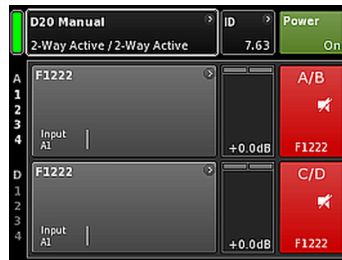 D20 Manual
ID
Power
2-Way Active / 2-Way Active
7.63
On
A
1
2
3
4
F1222
A/B
Input
A1
+0.0dB
F1222
D
1
2
3
4
F1222
C/D
Input
A1
+0.0dB
F1222